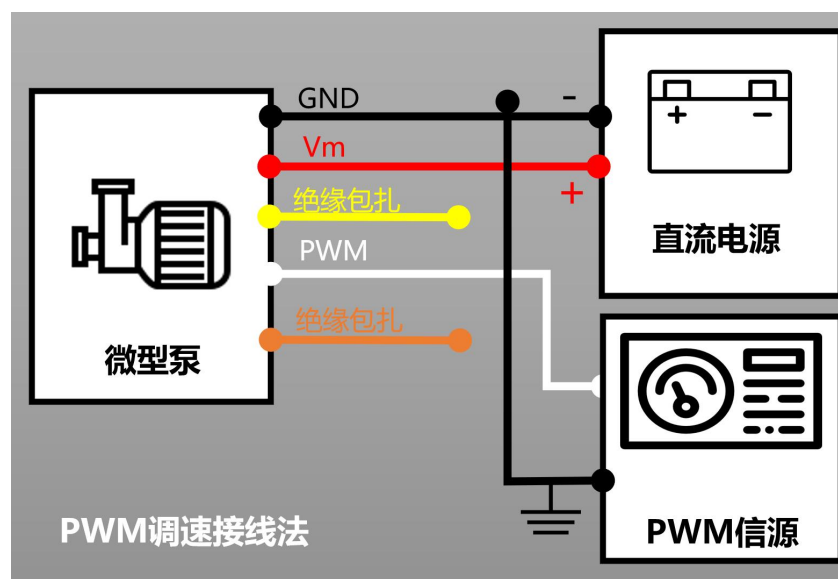 GND
-
Vm
+
绝缘包扎
PWM
绝缘包扎
微型泵
+ -
直流电源
PWM信源
PWM调速接线法